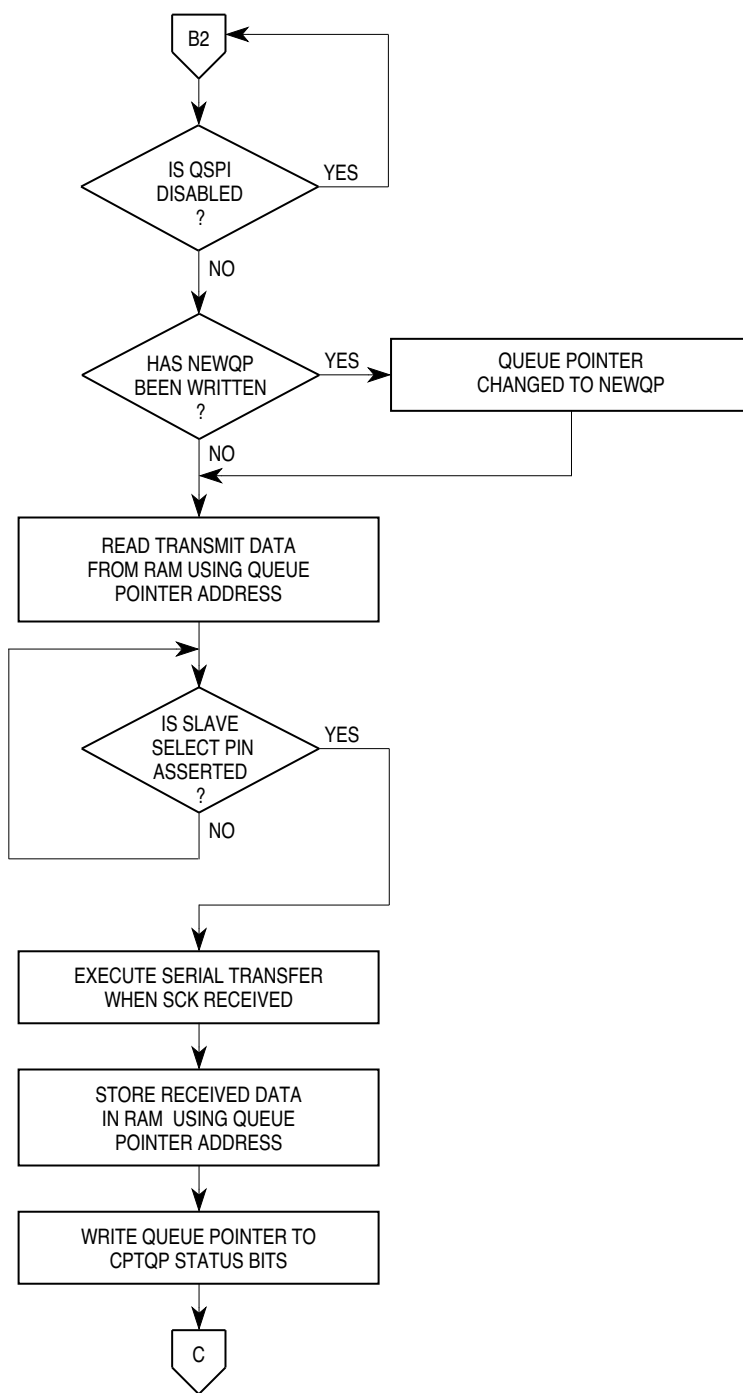 B2
IS QSPI
DISABLED
?
YES
NO
HAS NEWQP
BEEN WRITTEN
?
YES
QUEUE POINTER
CHANGED TO NEWQP
NO
READ TRANSMIT DATA
FROM RAM USING QUEUE
POINTER ADDRESS
IS SLAVE
SELECT PIN
ASSERTED
?
YES
NO
EXECUTE SERIAL TRANSFER
WHEN SCK RECEIVED
STORE RECEIVED DATA
IN RAM  USING QUEUE
POINTER ADDRESS
WRITE QUEUE POINTER TO
CPTQP STATUS BITS
C